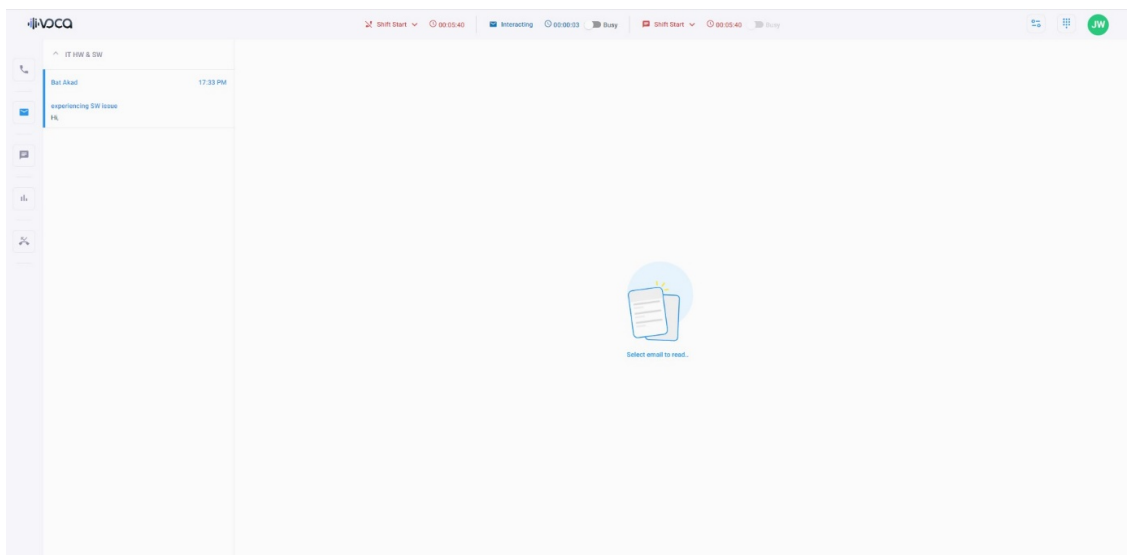 VOCA
Shift Start 00:05:40 Interacting 00:00:03 Busy Shift Start 00:05:40 Busy JW
IT HW & SW
Bat Akad 17:33 PM
experiencing SW issue
Hi,
Select email to read...